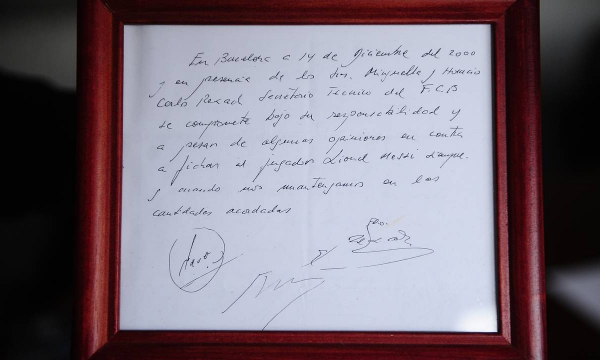 En Barcelona a 14 de Diciembre del 2000
y en presencia de los Srs. Minguella y Horacio
Carlo Rexach Secretario Técnico del F.C.B
se compromete bajo su responsabilidad y
a pesar de algunas opiniones en contra
a fichar al jugador Lionel Messi siempre
y cuando nos mantengamos en las
cantidades acordadas